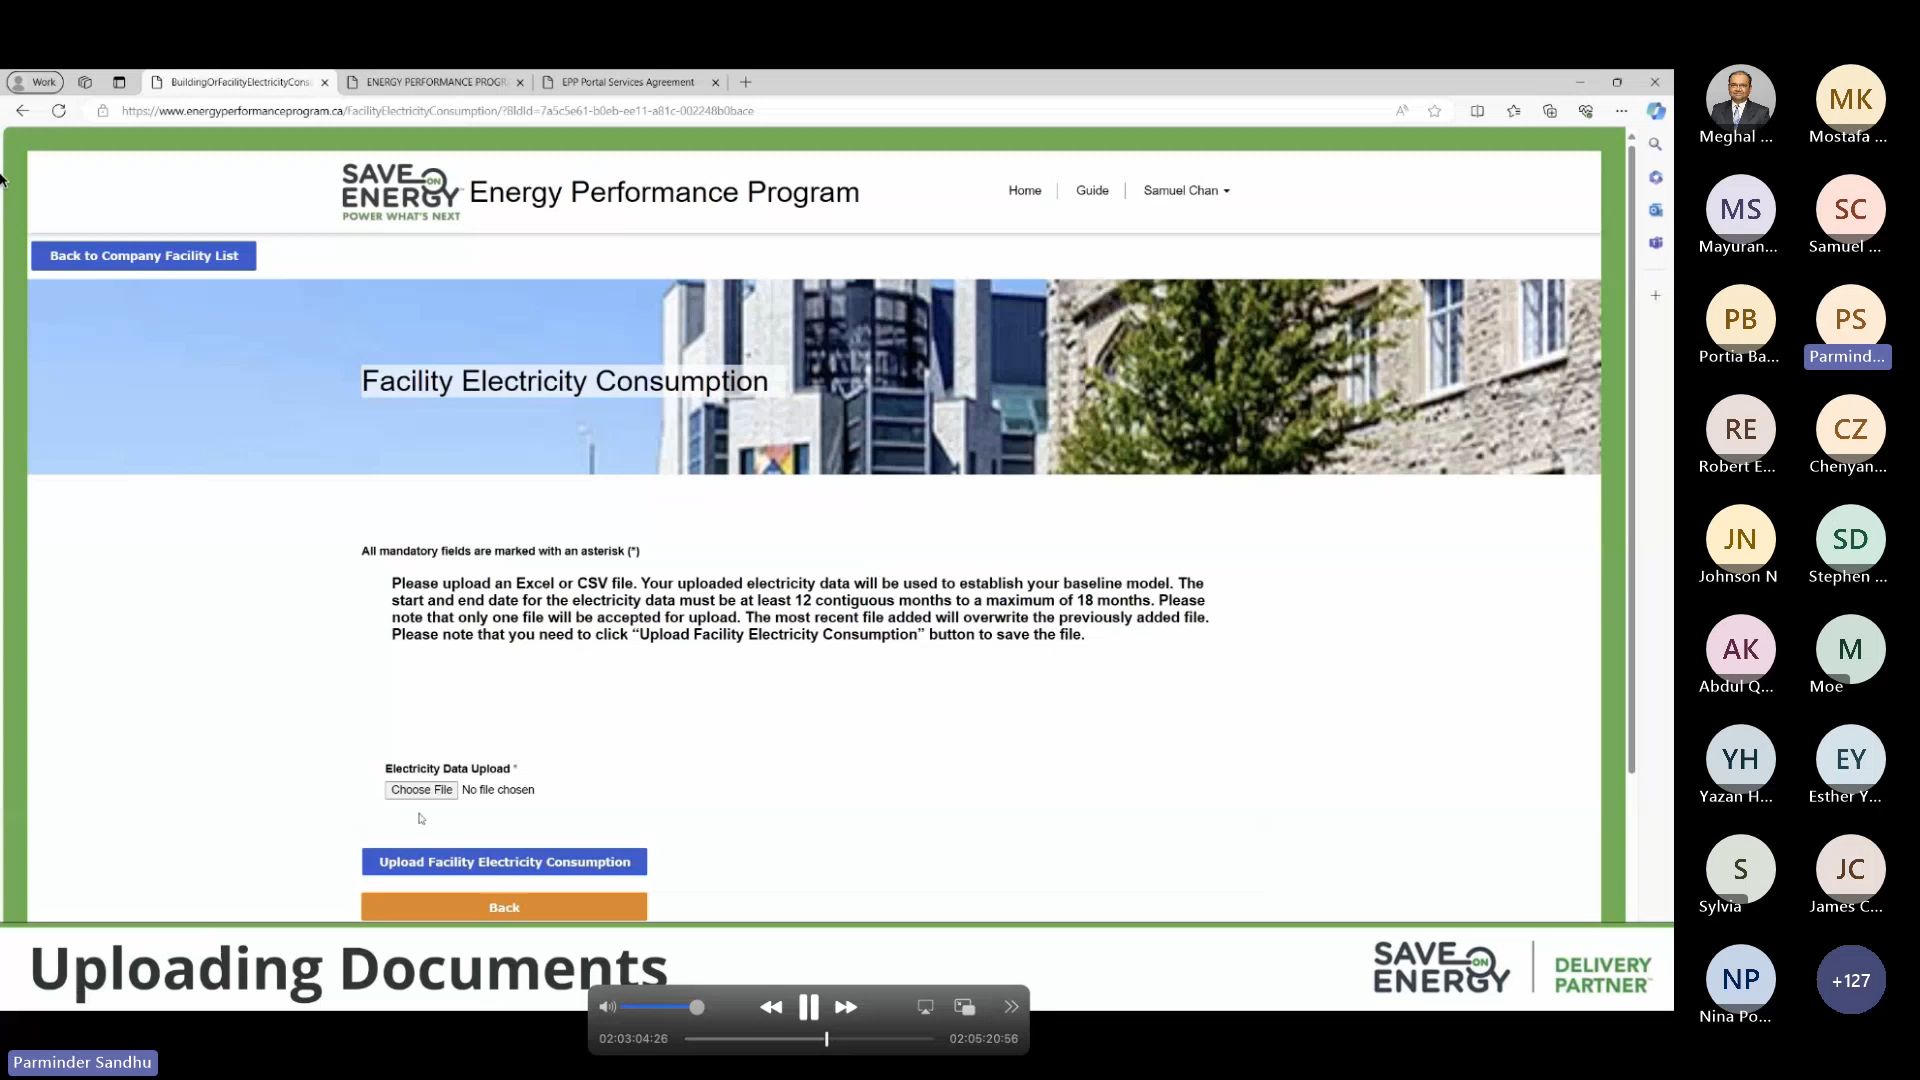 Work
BuildingOrFacilityElectricityCons
ENERGY PERFORMANCE PROGR
EPP Portal Services Agreement
https://www.energyperformanceprogram.ca/FacilityElectricityConsumption/?BldId=7a5c5e61-b0eb-ee11-a81c-002248b0bace
SAVE ON ENERGY
POWER WHAT'S NEXT
Energy Performance Program
Home
Guide
Samuel Chan
Back to Company Facility List
Facility Electricity Consumption
All mandatory fields are marked with an asterisk (*)
Please upload an Excel or CSV file. Your uploaded electricity data will be used to establish your baseline model. The
start and end date for the electricity data must be at least 12 contiguous months to a maximum of 18 months. Please
note that only one file will be accepted for upload. The most recent file added will overwrite the previously added file.
Please note that you need to click “Upload Facility Electricity Consumption” button to save the file.
Electricity Data Upload *
Choose File No file chosen
Upload Facility Electricity Consumption
Back
Uploading Documents
SAVE ON ENERGY
DELIVERY
PARTNER
02:03:04:26
02:05:20:56
Parminder Sandhu
Meghal ...
MK
Mostafa ...
MS
Mayuran...
SC
Samuel ...
PB
Portia Ba...
PS
Parmind...
RE
Robert E...
CZ
Chenyan...
JN
Johnson N
SD
Stephen ...
AK
Abdul Q...
M
Moe
YH
Yazan H...
EY
Esther Y...
S
Sylvia
JC
James C...
NP
Nina Po...
+127